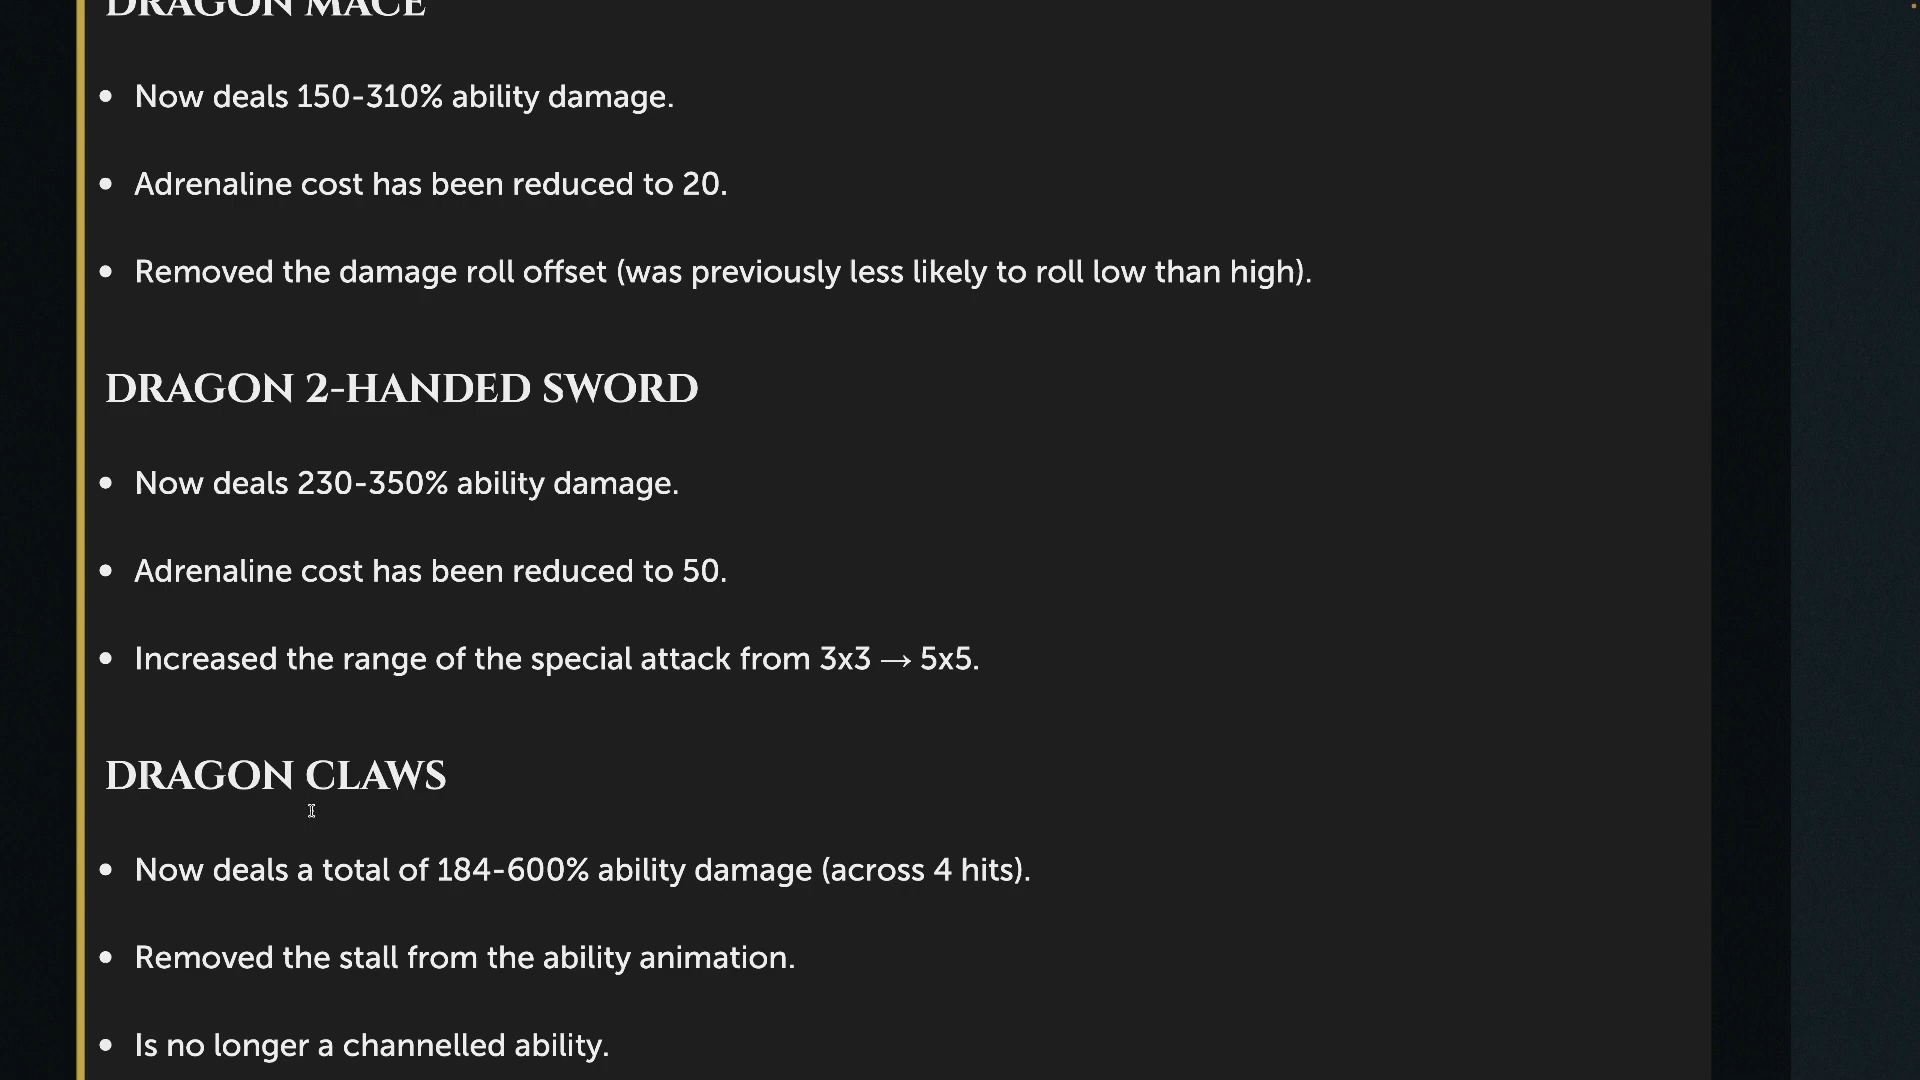 DRAGON MACE
• Now deals 150-310% ability damage.
• Adrenaline cost has been reduced to 20.
• Removed the damage roll offset (was previously less likely to roll low than high).
DRAGON 2-HANDED SWORD
• Now deals 230-350% ability damage.
• Adrenaline cost has been reduced to 50.
• Increased the range of the special attack from 3x3 → 5x5.
DRAGON CLAWS
• Now deals a total of 184-600% ability damage (across 4 hits).
• Removed the stall from the ability animation.
• Is no longer a channelled ability.